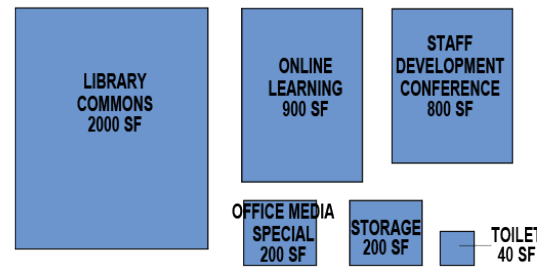 LIBRARY
COMMONS
2000 SF
ONLINE
LEARNING
900 SF
STAFF
DEVELOPMENT
CONFERENCE
800 SF
OFFICE MEDIA
SPECIAL
200 SF
STORAGE
200 SF
TOILET
40 SF